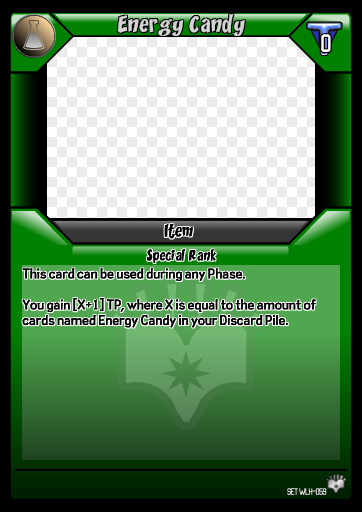 Energy Candy
0
Item
Special Rank
This card can be used during any Phase.
You gain [X+1] TP, where X is equal to the amount of
cards named Energy Candy in your Discard Pile.
SET WLH-059